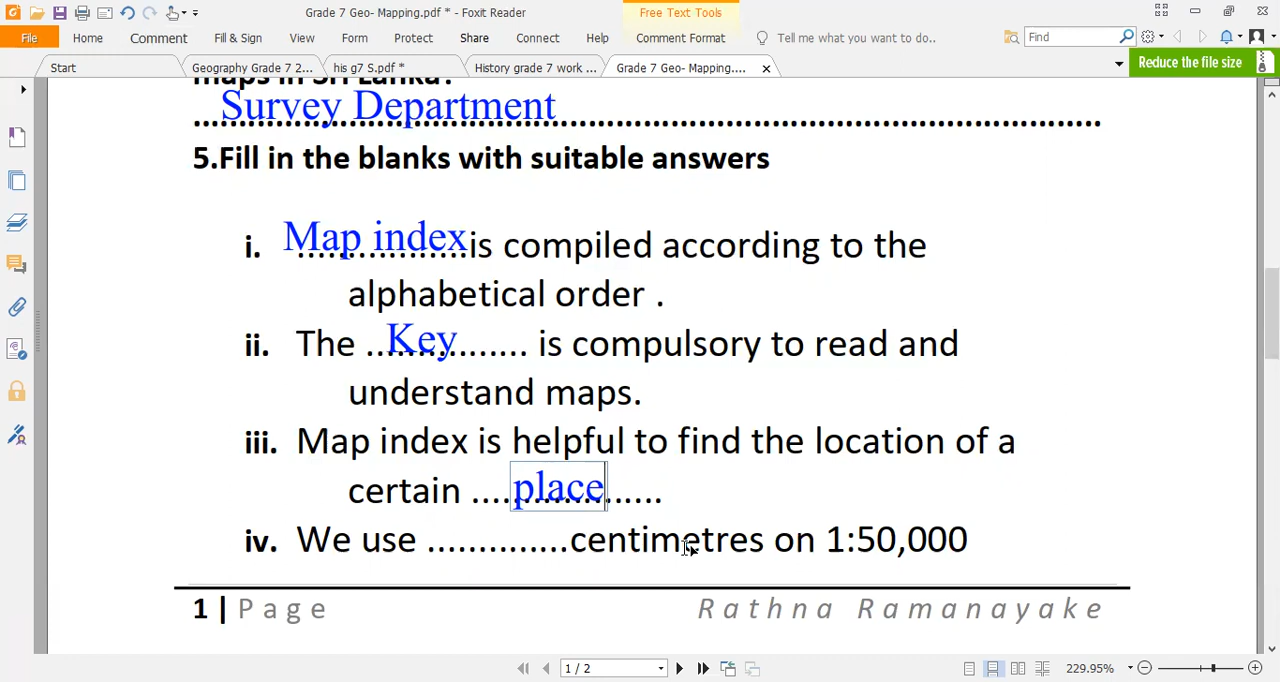 Grade 7 Geo- Mapping.pdf * - Foxit Reader
Free Text Tools
File Home Comment Fill & Sign View Form Protect Share Connect Help Comment Format Tell me what you want to do.. Find
Start Geography Grade 7 2... his g7 S.pdf * History grade 7 work ... Grade 7 Geo- Mapping.... Reduce the file size
maps in Sri Lanka?
Survey Department
5.Fill in the blanks with suitable answers
i. Map index is compiled according to the
alphabetical order .
ii. The ...Key............. is compulsory to read and
understand maps.
iii. Map index is helpful to find the location of a
certain ....place......
iv. We use ..............centimetres on 1:50,000
1 | Page Rathna Ramanayake
1 / 2 229.95%